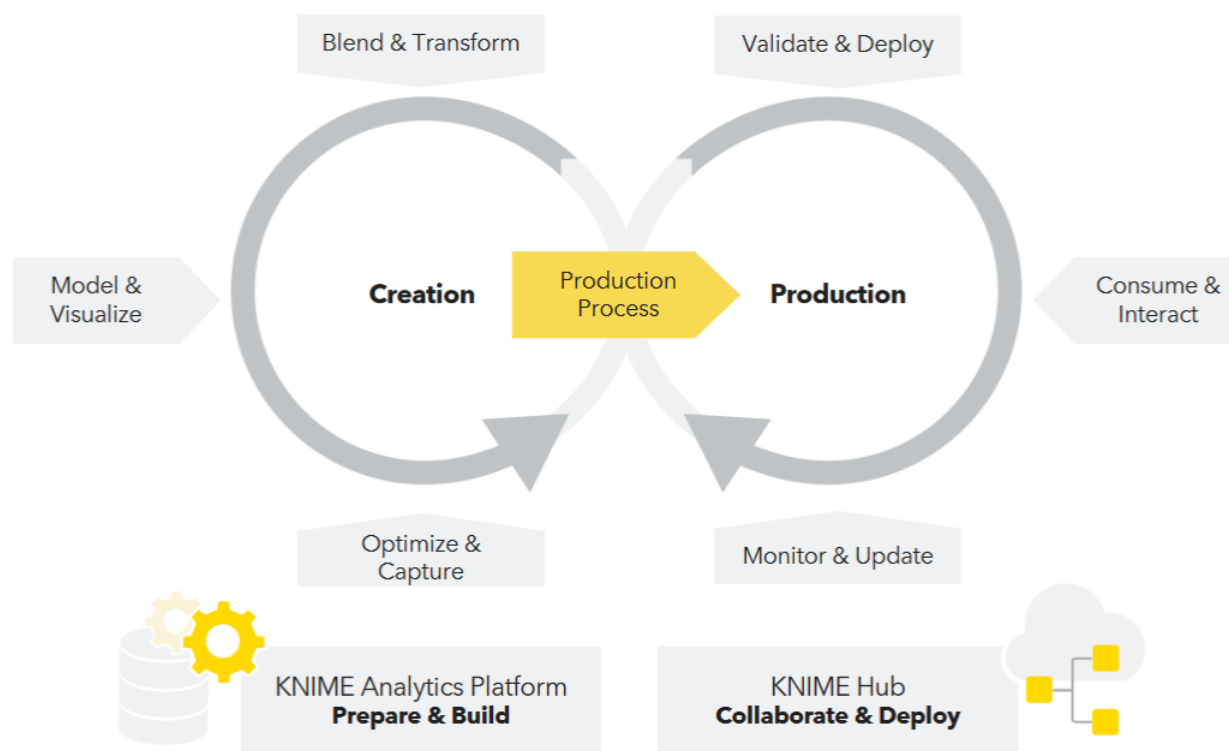 Blend & Transform
Validate & Deploy
Model &
Visualize
Creation
Production
Process
Production
Consume &
Interact
Optimize &
Capture
Monitor & Update
KNIME Analytics Platform
Prepare & Build
KNIME Hub
Collaborate & Deploy